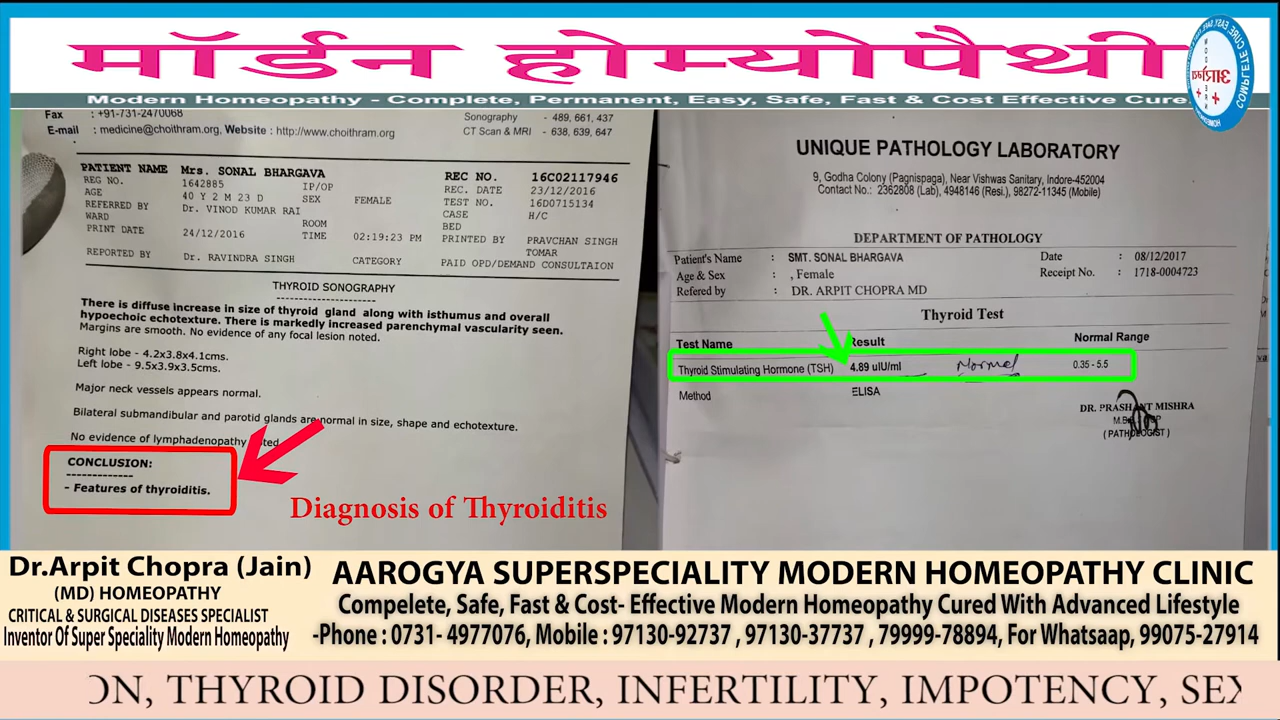 मॉर्डन होम्योपैथी
Modern Homeopathy - Complete, Permanent, Easy, Safe, Fast & Cost Effective Cure.
Fax : +91-731-2470068
E-mail : medicine@choithram.org, Website : http://www.choithram.org
Sonography - 489, 661, 437
CT Scan & MRI - 638, 639, 647
PATIENT NAME Mrs. SONAL BHARGAVA REC NO. 16C02117946
REG NO. 1642885 IP/OP REC. DATE 23/12/2016
AGE 40 Y 2 M 23 D SEX FEMALE TEST NO. 16D0715134
REFERRED BY Dr. VINOD KUMAR RAI CASE H/C
WARD ROOM BED
PRINT DATE 24/12/2016 TIME 02:19:23 PM PRINTED BY PRAVCHAN SINGH TOMAR
REPORTED BY Dr. RAVINDRA SINGH CATEGORY PAID OPD/DEMAND CONSULTAION
THYROID SONOGRAPHY
----------------------
There is diffuse increase in size of thyroid gland along with isthumus and overall
hypoechoic echotexture. There is markedly increased parenchymal vascularity seen.
Margins are smooth. No evidence of any focal lesion noted.
Right lobe - 4.2x3.8x4.1cms.
Left lobe - 9.5x3.9x3.5cms.
Major neck vessels appears normal.
Bilateral submandibular and parotid glands are normal in size, shape and echotexture.
No evidence of lymphadenopathy noted.
CONCLUSION:
-------------
- Features of thyroiditis.
Diagnosis of Thyroiditis
UNIQUE PATHOLOGY LABORATORY
9, Godha Colony (Pagnispaga), Near Vishwas Sanitary, Indore-452004
Contact No.: 2362808 (Lab), 4948146 (Resi.), 98272-11345 (Mobile)
DEPARTMENT OF PATHOLOGY
Patient's Name : SMT. SONAL BHARGAVA Date : 08/12/2017
Age & Sex : , Female Receipt No. : 1718-0004723
Refered by : DR. ARPIT CHOPRA MD
Thyroid Test
Test Name Result Normal Range
Thyroid Stimulating Hormone (TSH) 4.89 uIU/ml Normal 0.35 - 5.5
Method ELISA
DR. PRASHANT MISHRA
( PATHOLOGIST )
Dr.Arpit Chopra (Jain)
(MD) HOMEOPATHY
CRITICAL & SURGICAL DISEASES SPECIALIST
Inventor Of Super Speciality Modern Homeopathy
AAROGYA SUPERSPECIALITY MODERN HOMEOPATHY CLINIC
Compelete, Safe, Fast & Cost- Effective Modern Homeopathy Cured With Advanced Lifestyle
-Phone : 0731- 4977076, Mobile : 97130-92737 , 97130-37737 , 79999-78894, For Whatsaap, 99075-27914
ON, THYROID DISORDER, INFERTILITY, IMPOTENCY, SEX